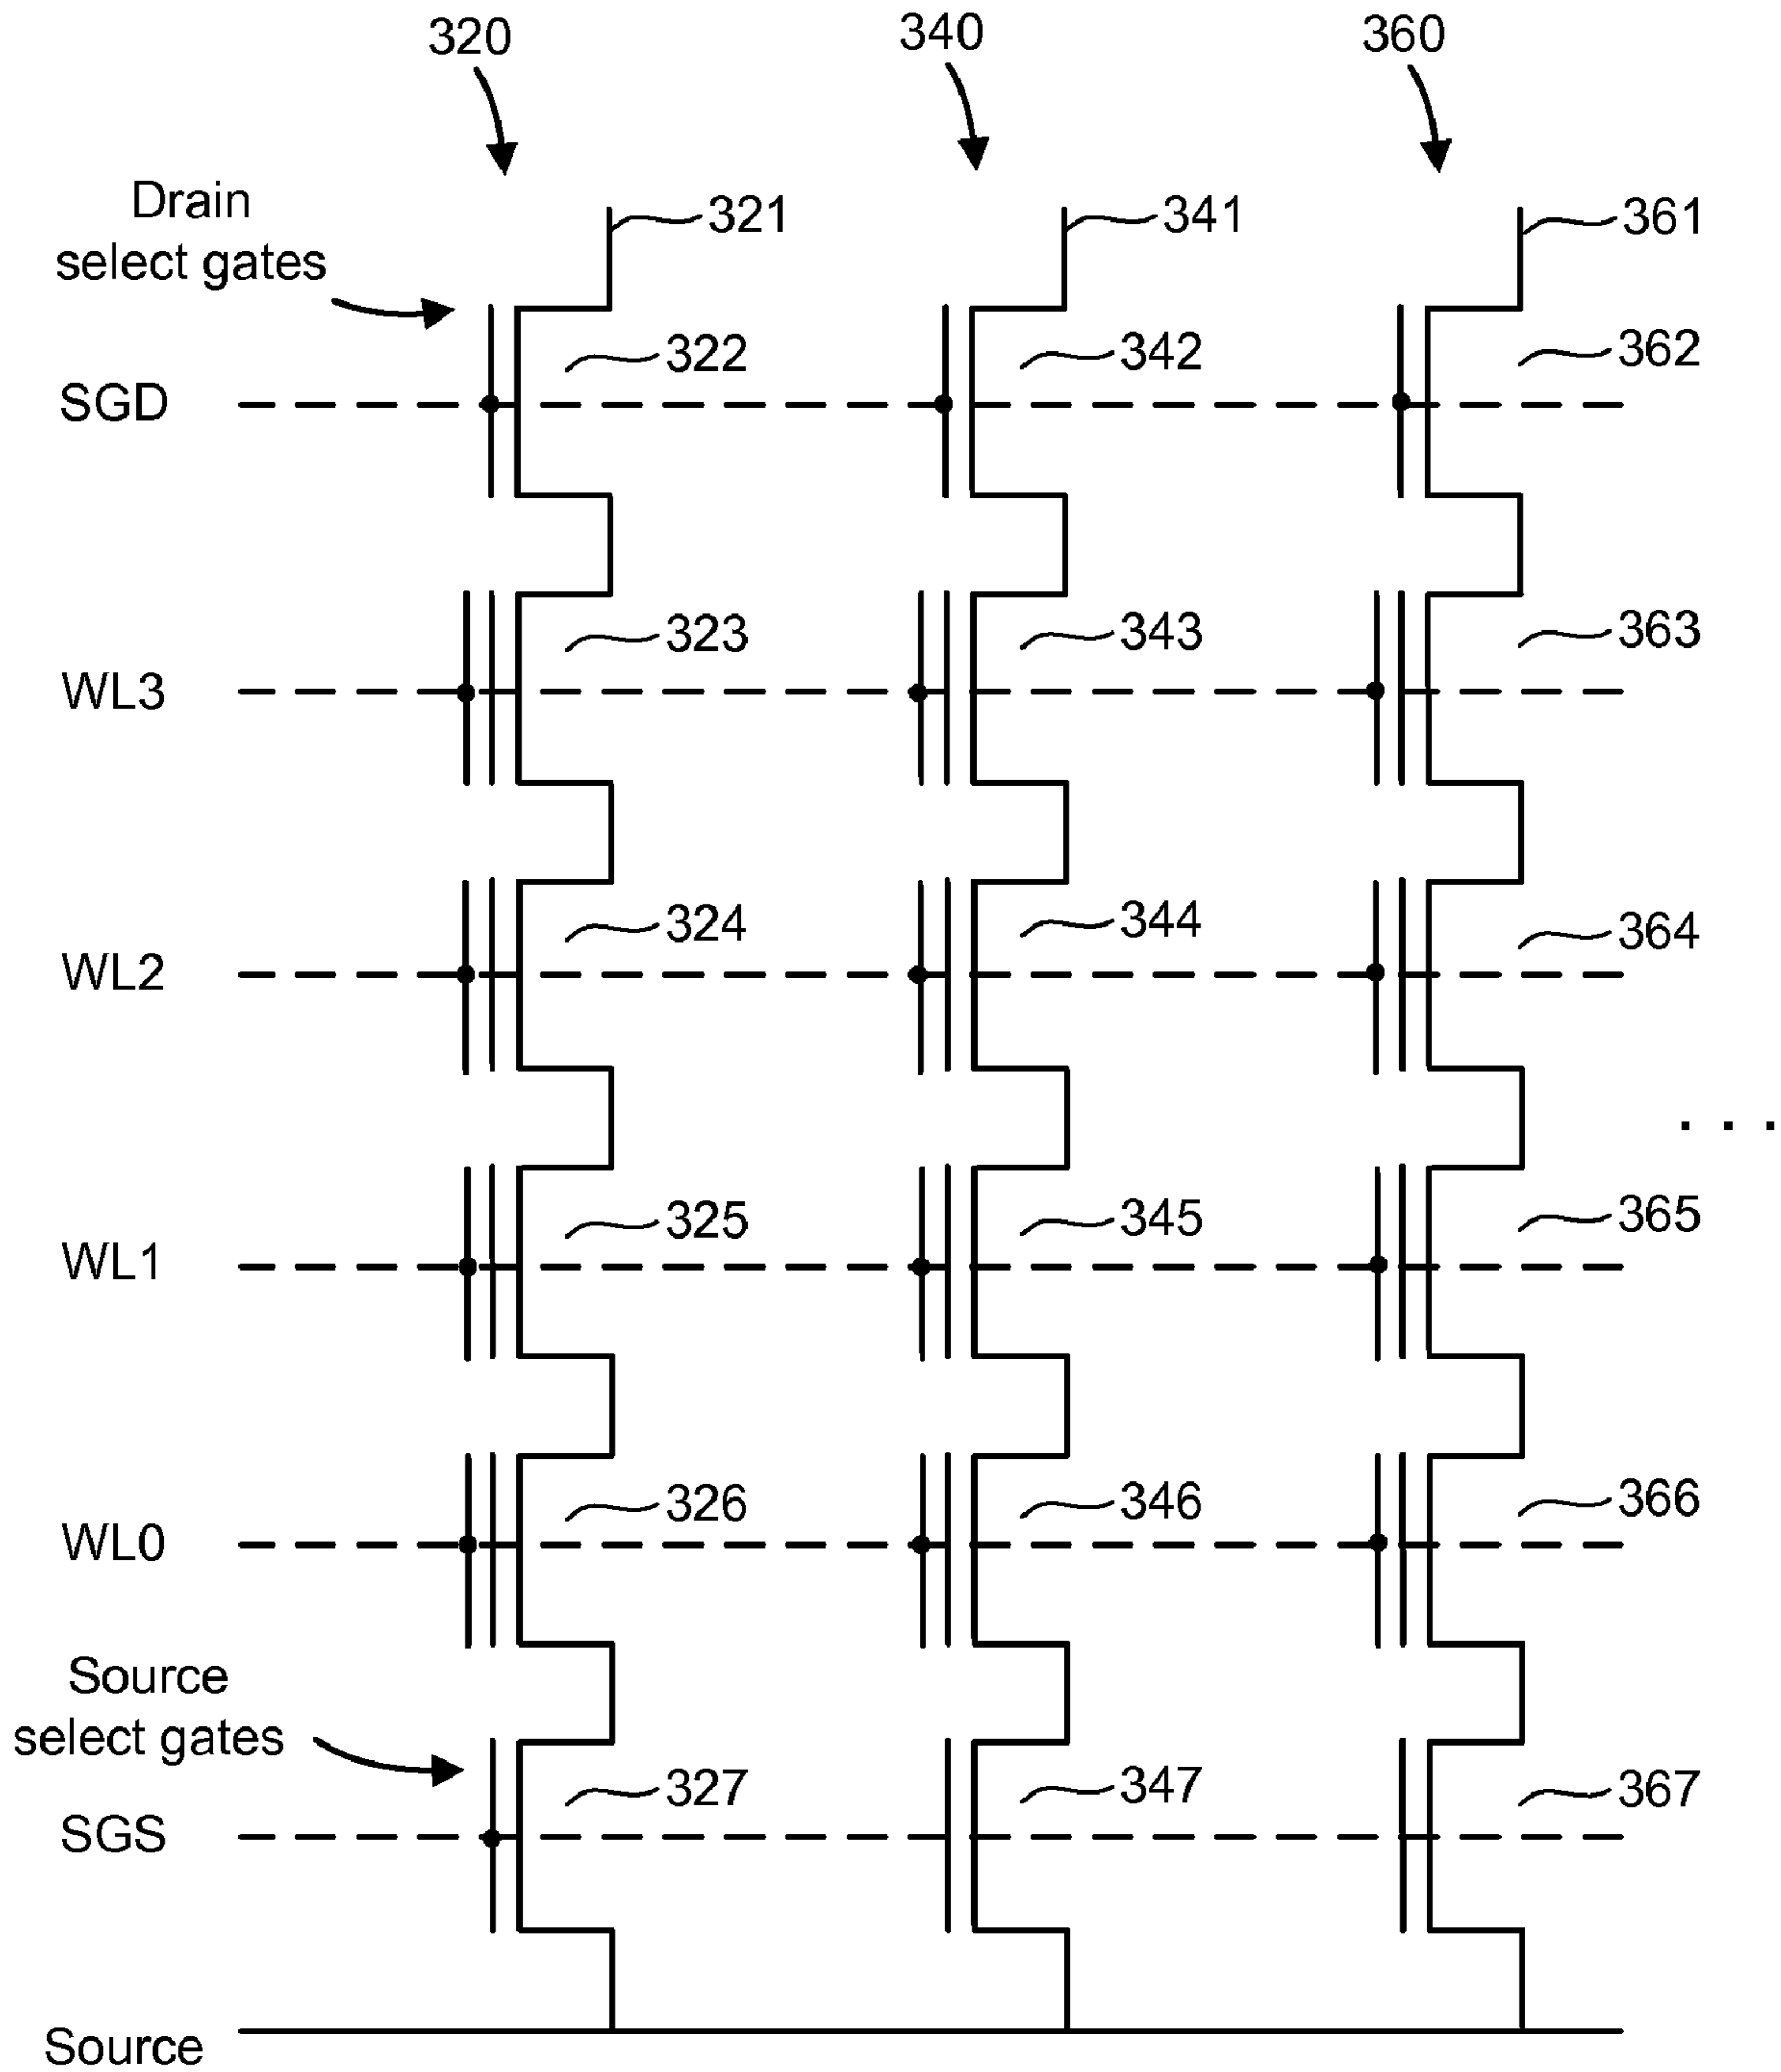 320 340 360
Drain
select gates
321 341 361
322 342 362
SGD
323 343 363
WL3
324 344 364
WL2
. . .
325 345 365
WL1
326 346 366
WL0
Source
select gates
327 347 367
SGS
Source